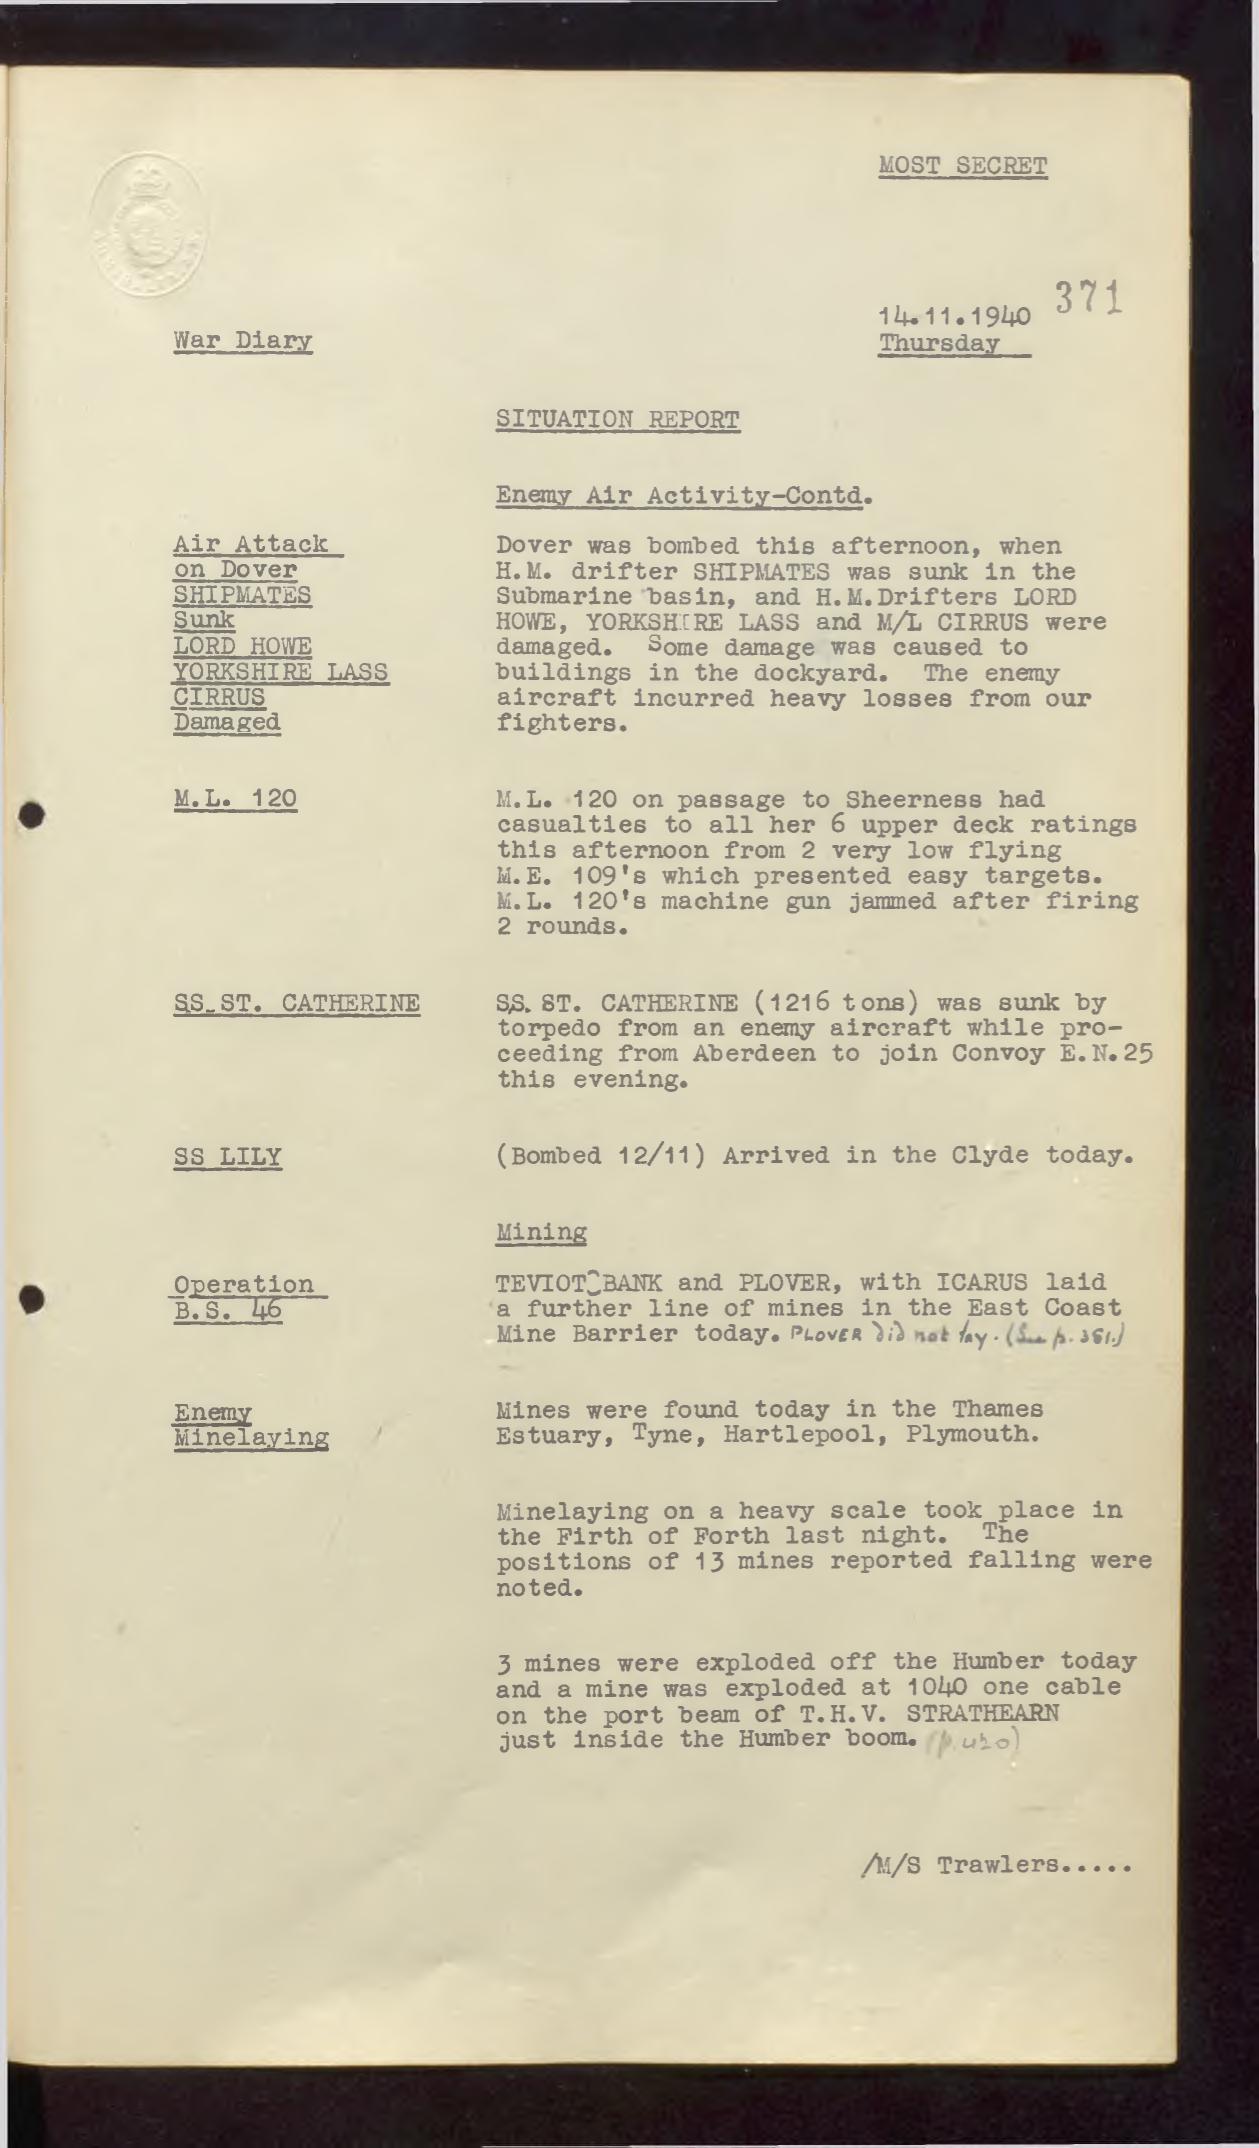 MOST SECRET
371
14.11.1940
War Diary
Thursday
SITUATION REPORT
Enemy Air Activity-Contd.
Air Attack
on Dover
SHIPMATES
Sunk
LORD HOWE
YORKSHIRE LASS
CIRRUS
Damaged
Dover was bombed this afternoon, when
H.M. drifter SHIPMATES was sunk in the
Submarine basin, and H.M.Drifters LORD
HOWE, YORKSHIRE LASS and M/L CIRRUS were
damaged. Some damage was caused to
buildings in the dockyard. The enemy
aircraft incurred heavy losses from our
fighters.
M.L. 120
M.L. 120 on passage to Sheerness had
casualties to all her 6 upper deck ratings
this afternoon from 2 very low flying
M.E. 109's which presented easy targets.
M.L. 120's machine gun jammed after firing
2 rounds.
SS. ST. CATHERINE
SS. ST. CATHERINE (1216 tons) was sunk by
torpedo from an enemy aircraft while pro-
ceeding from Aberdeen to join Convoy E.N.25
this evening.
SS LILY
(Bombed 12/11) Arrived in the Clyde today.
Mining
Operation
B.S. 46
TEVIOT BANK and PLOVER, with ICARUS laid
a further line of mines in the East Coast
Mine Barrier today. PLOVER did not lay. (See p. 361.)
Enemy
Minelaying
Mines were found today in the Thames
Estuary, Tyne, Hartlepool, Plymouth.
Minelaying on a heavy scale took place in
the Firth of Forth last night. The
positions of 13 mines reported falling were
noted.
3 mines were exploded off the Humber today
and a mine was exploded at 1040 one cable
on the port beam of T.H.V. STRATHEARN
just inside the Humber boom. (p. 420)
/M/S Trawlers.....